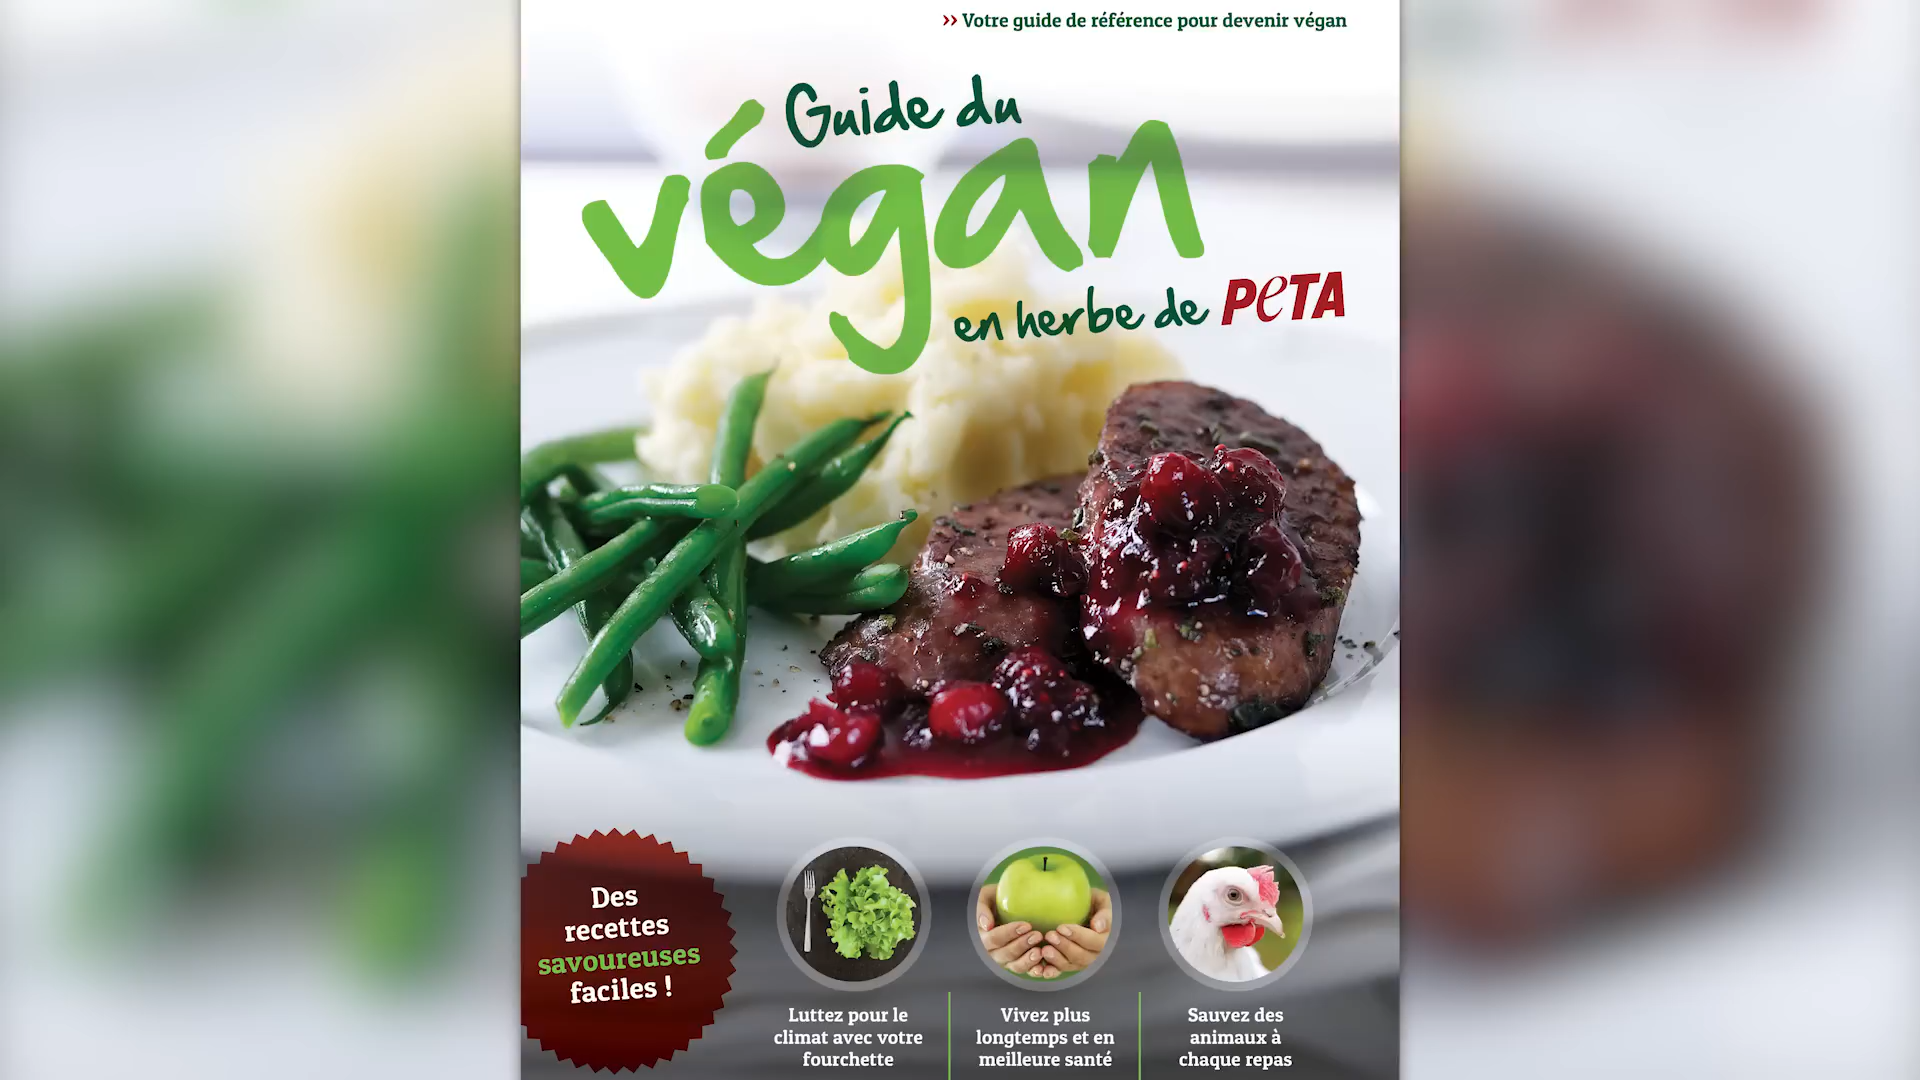 >> Votre guide de référence pour devenir végan
Guide du
végan
en herbe de PETA
Des
recettes
savoureuses
faciles !
Luttez pour le
climat avec votre
fourchette
Vivez plus
longtemps et en
meilleure santé
Sauvez des
animaux à
chaque repas